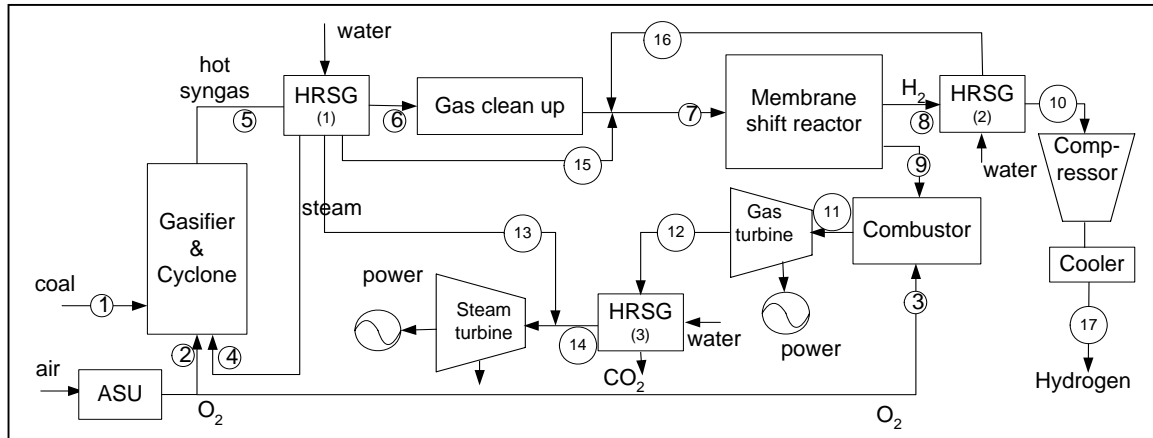 water
16
hot
syngas
HRSG
(1)
Gas clean up
Membrane
shift reactor
H2
HRSG
(2)
10
5
6
7
8
Comp-
ressor
15
9
water
Gasifier
&
Cyclone
steam
13
12
Gas
turbine
11
Combustor
Cooler
coal
1
power
Steam
turbine
14
HRSG
(3)
water
power
3
17
2
4
air
ASU
O2
CO2
O2
Hydrogen